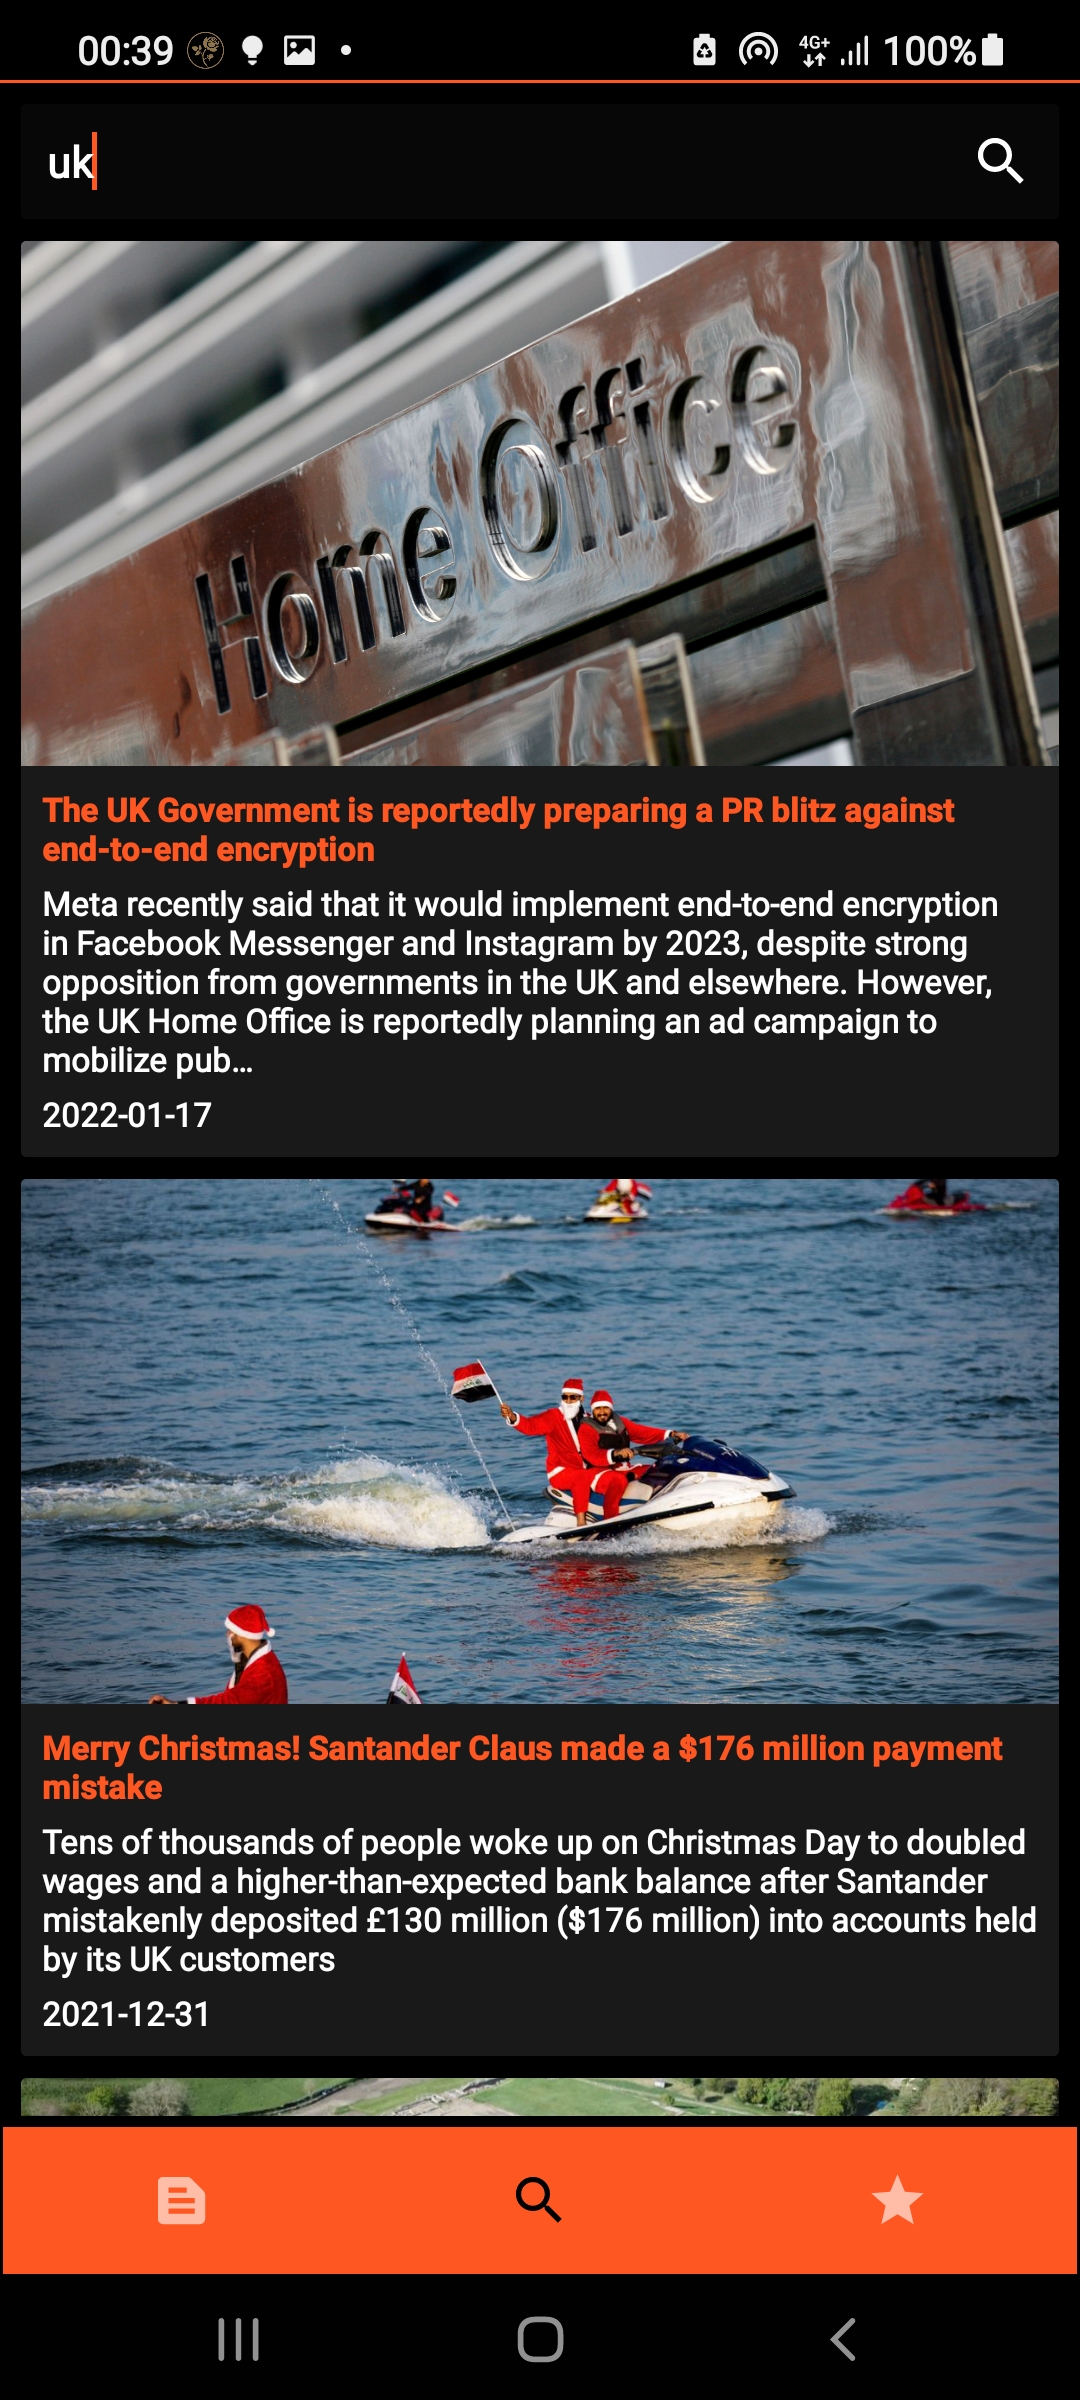 00:39
4G+ 100%
uk
Home Office
The UK Government is reportedly preparing a PR blitz against
end-to-end encryption
Meta recently said that it would implement end-to-end encryption
in Facebook Messenger and Instagram by 2023, despite strong
opposition from governments in the UK and elsewhere. However,
the UK Home Office is reportedly planning an ad campaign to
mobilize pub...
2022-01-17
Merry Christmas! Santander Claus made a $176 million payment
mistake
Tens of thousands of people woke up on Christmas Day to doubled
wages and a higher-than-expected bank balance after Santander
mistakenly deposited £130 million ($176 million) into accounts held
by its UK customers
2021-12-31